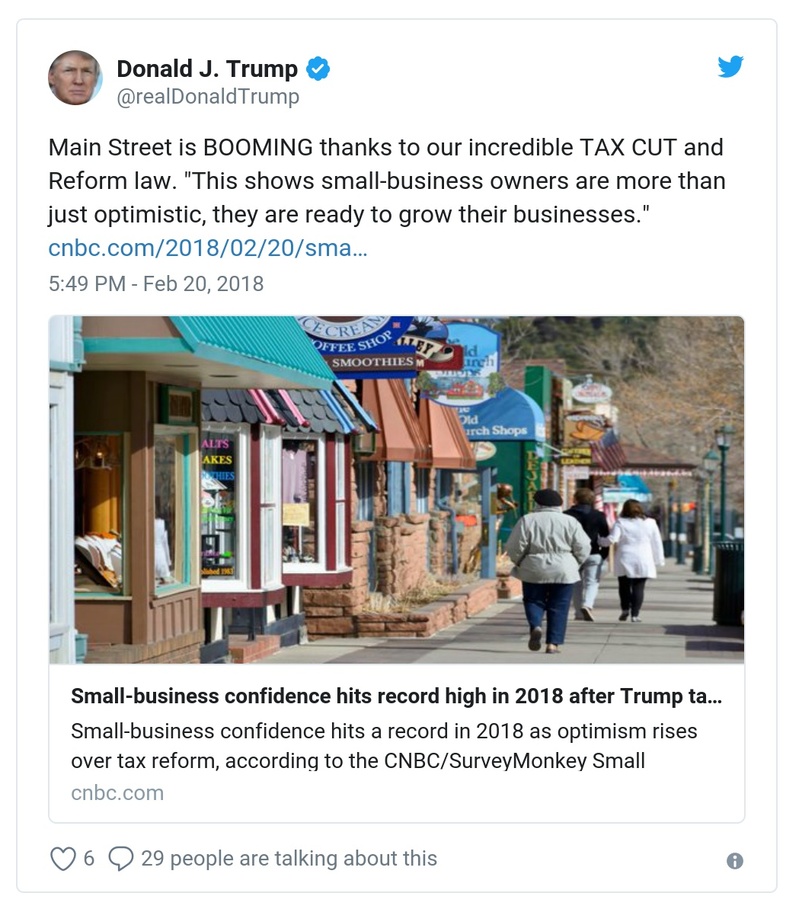 Donald J. Trump
@realDonaldTrump
Main Street is BOOMING thanks to our incredible TAX CUT and
Reform law. "This shows small-business owners are more than
just optimistic, they are ready to grow their businesses."
cnbc.com/2018/02/20/sma…
5:49 PM - Feb 20, 2018
ICE CREAM
COFFEE SHOP
SMOOTHIES
Old
urch Shops
ALTS
AKES
Small-business confidence hits record high in 2018 after Trump ta…
Small-business confidence hits a record in 2018 as optimism rises
over tax reform, according to the CNBC/SurveyMonkey Small
cnbc.com
6 29 people are talking about this